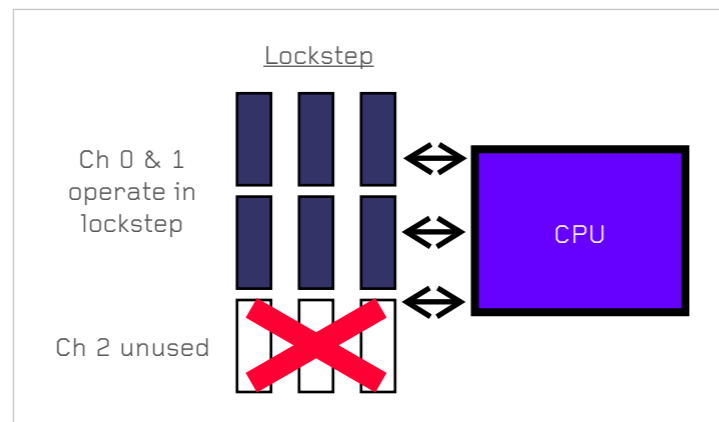 Lockstep
Ch 0 & 1
operate in
lockstep
CPU
Ch 2 unused